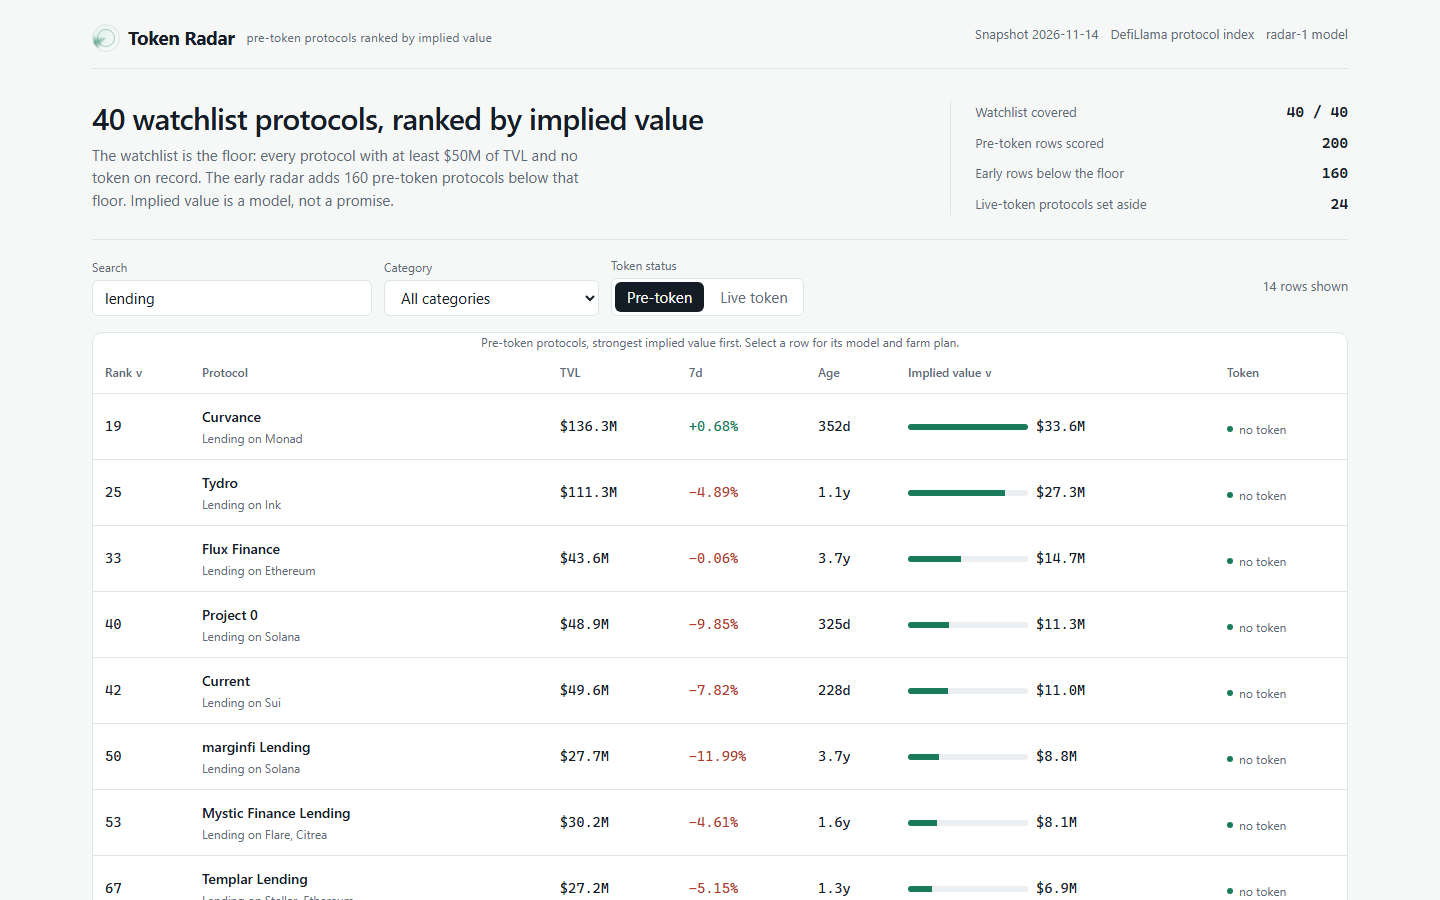 Token Radar pre-token protocols ranked by implied value
Snapshot 2026-11-14 DefiLlama protocol index radar-1 model
40 watchlist protocols, ranked by implied value
The watchlist is the floor: every protocol with at least $50M of TVL and no
token on record. The early radar adds 160 pre-token protocols below that
floor. Implied value is a model, not a promise.
Watchlist covered 40 / 40
Pre-token rows scored 200
Early rows below the floor 160
Live-token protocols set aside 24
Search
lending
Category
All categories
Token status
Pre-token Live token
14 rows shown
Pre-token protocols, strongest implied value first. Select a row for its model and farm plan.
Rank v Protocol TVL 7d Age Implied value v Token
19 Curvance $136.3M +0.68% 352d $33.6M no token
Lending on Monad
25 Tydro $111.3M −4.89% 1.1y $27.3M no token
Lending on Ink
33 Flux Finance $43.6M −0.06% 3.7y $14.7M no token
Lending on Ethereum
40 Project 0 $48.9M −9.85% 325d $11.3M no token
Lending on Solana
42 Current $49.6M −7.82% 228d $11.0M no token
Lending on Sui
50 marginfi Lending $27.7M −11.99% 3.7y $8.8M no token
Lending on Solana
53 Mystic Finance Lending $30.2M −4.61% 1.6y $8.1M no token
Lending on Flare, Citrea
67 Templar Lending $27.2M −5.15% 1.3y $6.9M no token
Lending on Stellar, Ethereum